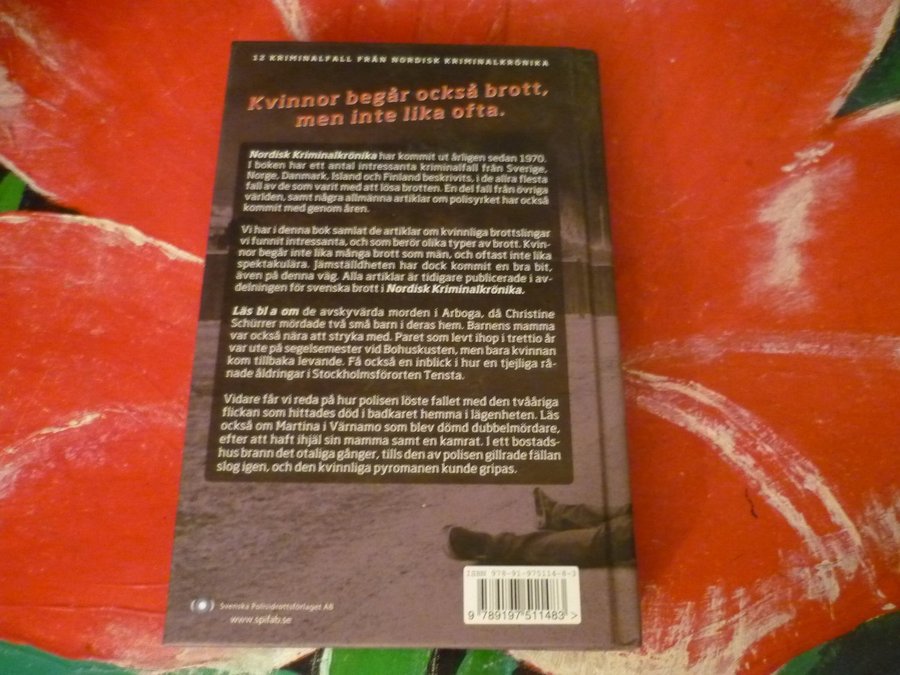 12 KRIMINALFALL FRÅN NORDISK KRIMINALKRÖNIKA
Kvinnor begår också brott,
men inte lika ofta.
Nordisk Kriminalkrönika har kommit ut årligen sedan 1970.
I boken har ett antal intressanta kriminalfall från Sverige,
Norge, Danmark, Island och Finland beskrivits, i de allra flesta
fall av de som varit med att lösa brotten. En del fall från övriga
världen, samt några allmänna artiklar om polisyrket har också
kommit med genom åren.
Vi har i denna bok samlat de artiklar om kvinnliga brottslingar
vi funnit intressanta, och som berör olika typer av brott. Kvin-
nor begår inte lika många brott som män, och oftast inte lika
spektakulära. Jämställdheten har dock kommit en bra bit,
även på denna väg. Alla artiklar är tidigare publicerade i av-
delningen för svenska brott i Nordisk Kriminalkrönika.
Läs bl a om de avskyvärda morden i Arboga, då Christine
Schürrer mördade två små barn i deras hem. Barnens mamma
var också nära att stryka med. Paret som levt ihop i trettio år
var ute på segelsemester vid Bohuskusten, men bara kvinnan
kom tillbaka levande. Få också en inblick i hur en tjejliga rå-
nade åldringar i Stockholmsförorten Tensta.
Vidare får vi reda på hur polisen löste fallet med den tvååriga
flickan som hittades död i badkaret hemma i lägenheten. Läs
också om Martina i Värnamo som blev dömd dubbelmördare,
efter att haft ihjäl sin mamma samt en kamrat. I ett bostads-
hus brann det otaliga gånger, tills den av polisen gillrade fällan
slog igen, och den kvinnliga pyromanen kunde gripas.
ISBN 978-91-975114-8-3
9 789197 511483 >
Svenska Polisidrottsförlaget AB
www.spifab.se